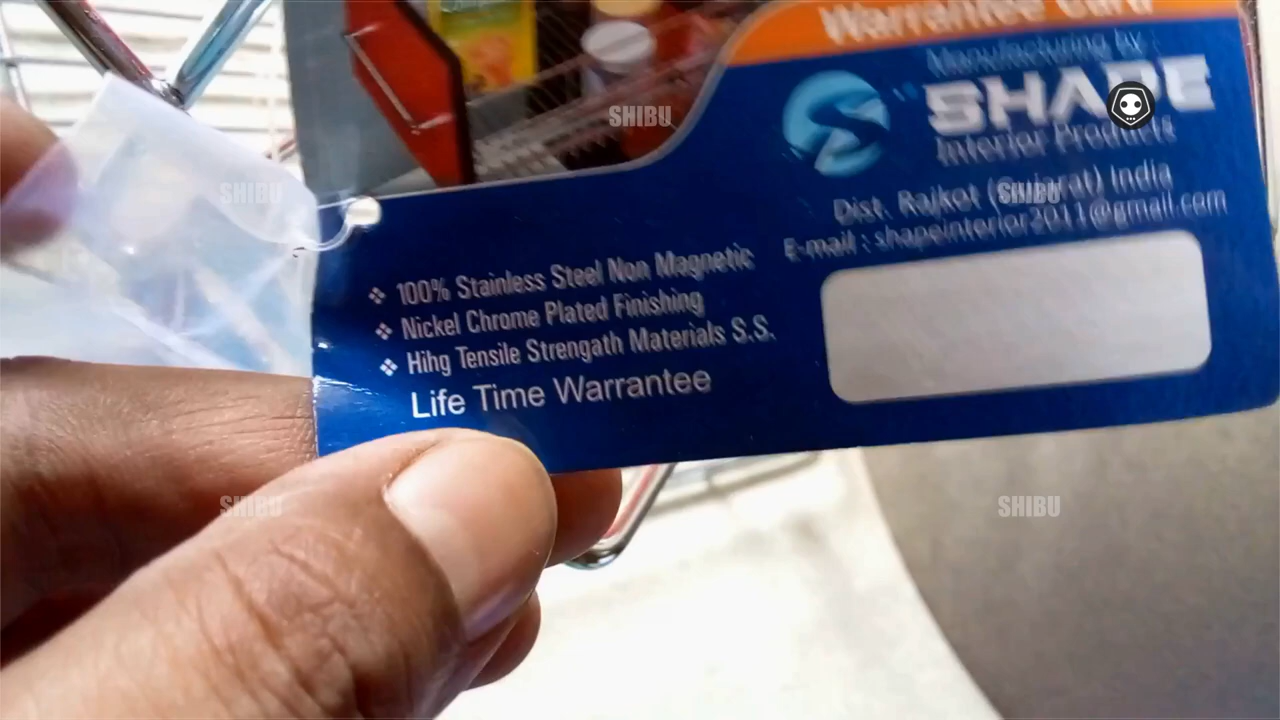 Warrantee Card
Manufacturing by :
SHAPE
Interior Products
Dist. Rajkot (Gujarat) India
E-mail : shapeinterior2011@gmail.com
100% Stainless Steel Non Magnetic
Nickel Chrome Plated Finishing
Hihg Tensile Strengath Materials S.S.
Life Time Warrantee
SHIBU
SHIBU
SHIBU
SHIBU
SHIBU